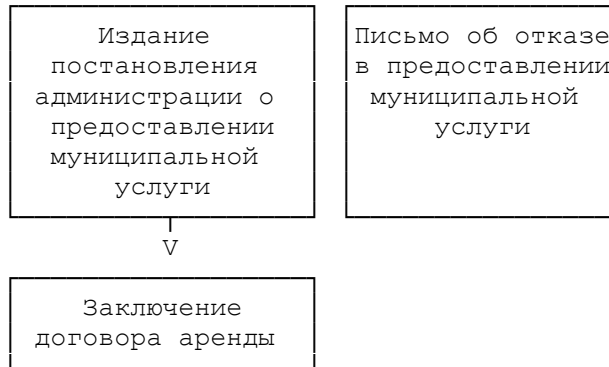 Издание
постановления
администрации о
предоставлении
муниципальной
услуги
Письмо об отказе
в предоставлении
муниципальной
услуги
V
Заключение
договора аренды